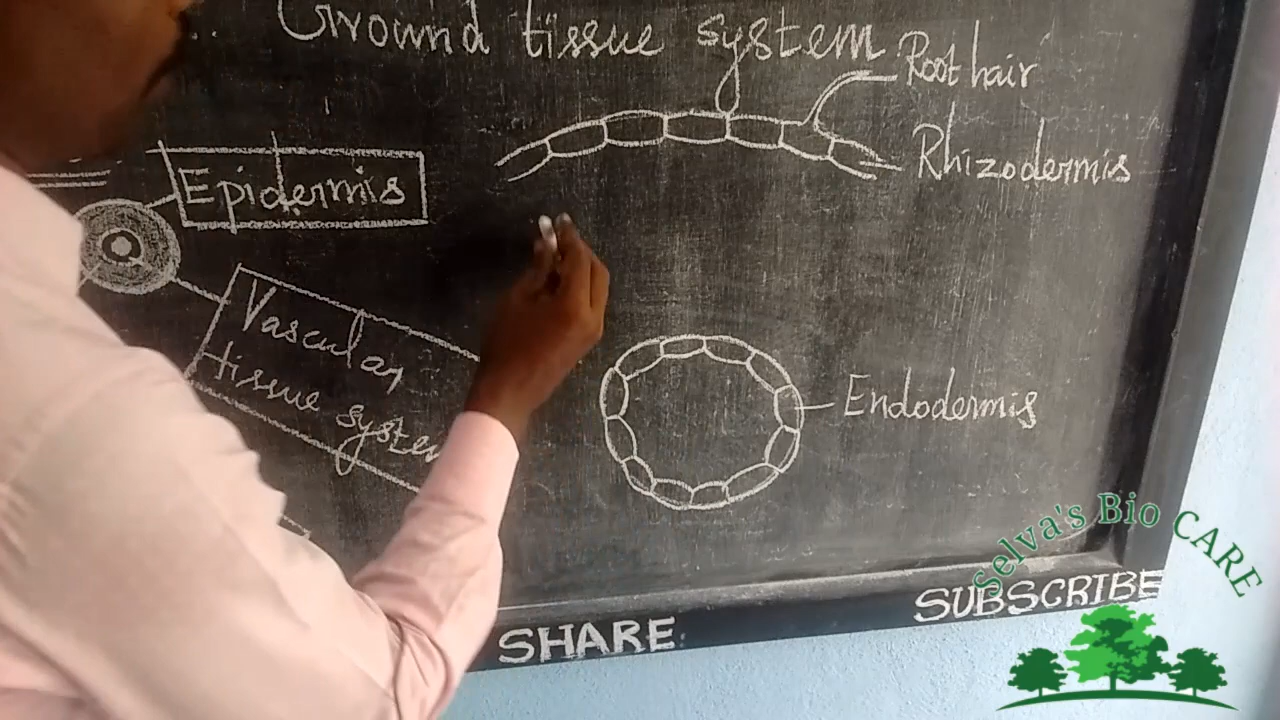 Ground tissue system
Root hair
Rhizodermis
Epidermis
Vascular
tissue system
Endodermis
Selva's Bio CARE
SHARE
SUBSCRIBE